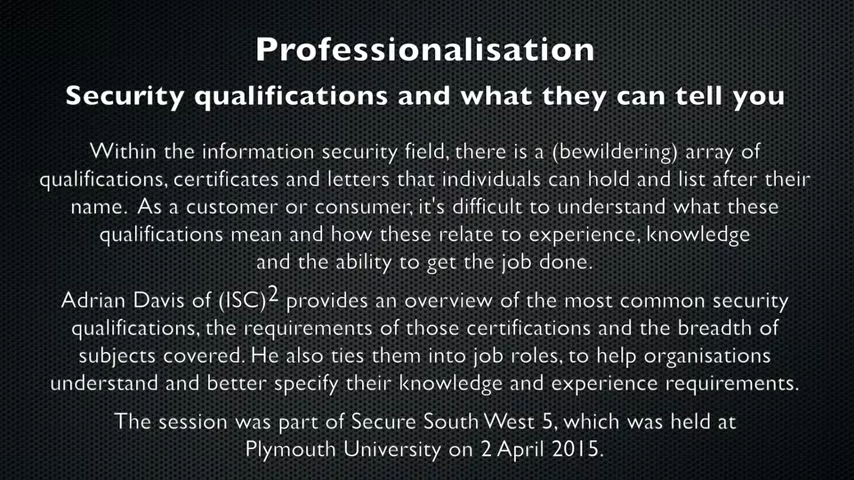 Professionalisation
Security qualifications and what they can tell you
Within the information security field, there is a (bewildering) array of
qualifications, certificates and letters that individuals can hold and list after their
name. As a customer or consumer, it's difficult to understand what these
qualifications mean and how these relate to experience, knowledge
and the ability to get the job done.
Adrian Davis of (ISC)2 provides an overview of the most common security
qualifications, the requirements of those certifications and the breadth of
subjects covered. He also ties them into job roles, to help organisations
understand and better specify their knowledge and experience requirements.
The session was part of Secure South West 5, which was held at
Plymouth University on 2 April 2015.